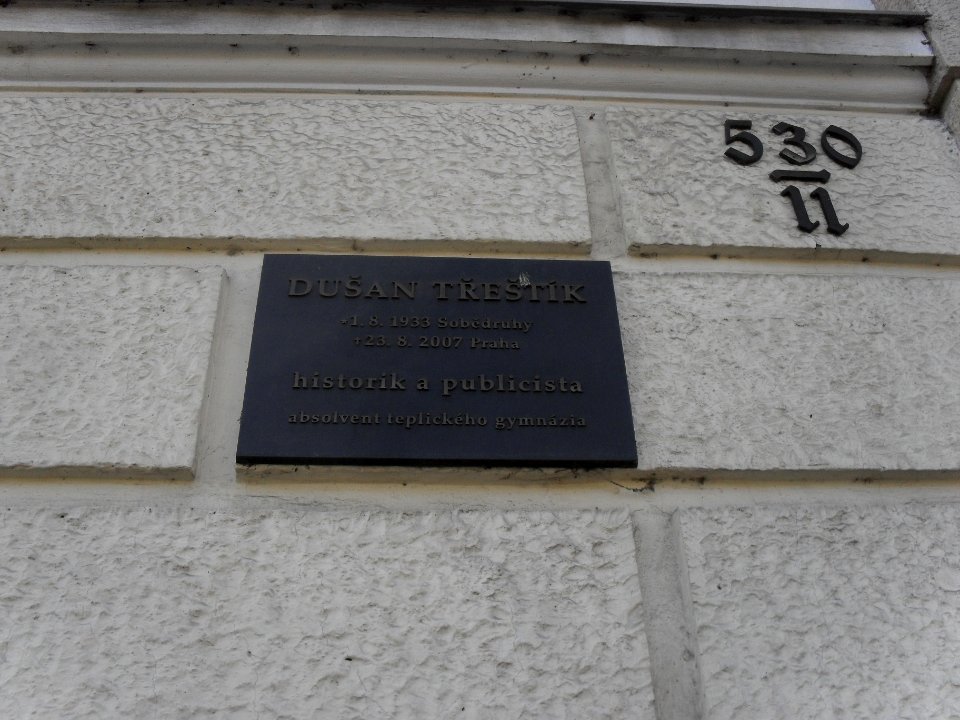 DUŠAN TŘEŠTÍK
*1. 8. 1933 Sobědruhy
†23. 8. 2007 Praha
historik a publicista
absolvent teplického gymnázia
530
11